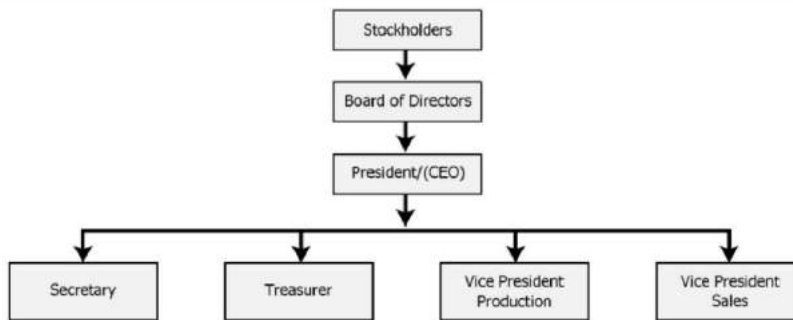 Stockholders
Board of Directors
President/(CEO)
Secretary
Treasurer
Vice President
Production
Vice President
Sales